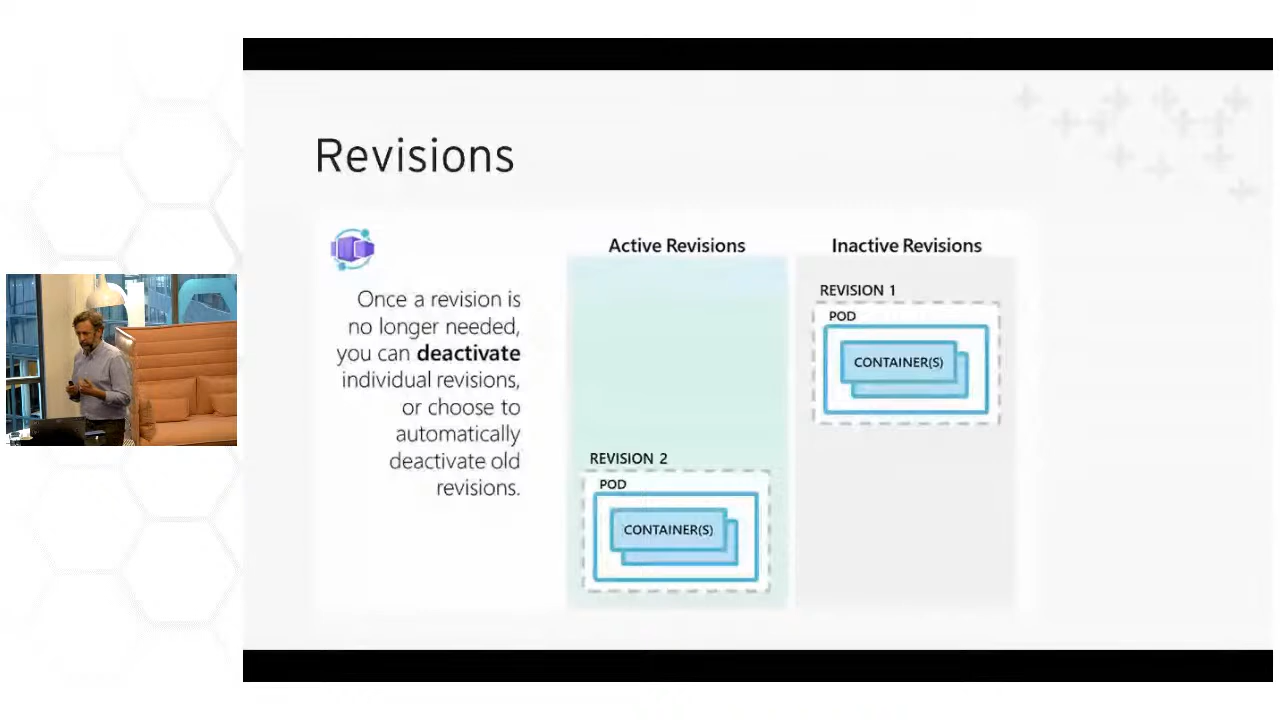 Revisions
Once a revision is
no longer needed,
you can deactivate
individual revisions,
or choose to
automatically
deactivate old
revisions.
Active Revisions
REVISION 2
POD
CONTAINER(S)
Inactive Revisions
REVISION 1
POD
CONTAINER(S)